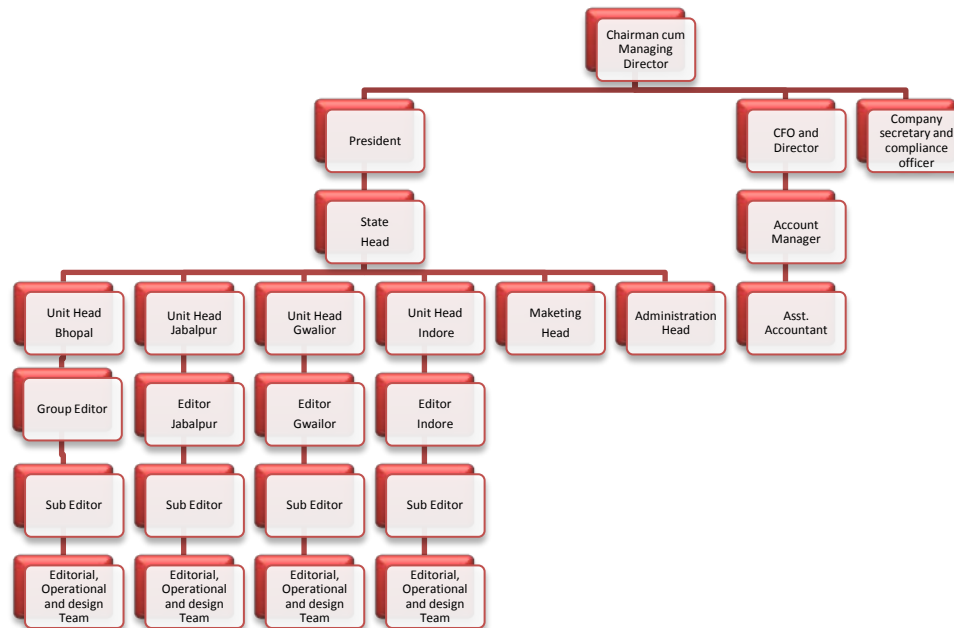 Chairman cum
Managing
Director
President
CFO and
Director
Company
secretary and
compliance
officer
State
Head
Account
Manager
Unit Head
Bhopal
Unit Head
Jabalpur
Unit Head
Gwalior
Unit Head
Indore
Maketing
Head
Administration
Head
Asst.
Accountant
Group Editor
Editor
Jabalpur
Editor
Gwailor
Editor
Indore
Sub Editor
Sub Editor
Sub Editor
Sub Editor
Editorial,
Operational
and design
Team
Editorial,
Operational
and design
Team
Editorial,
Operational
and design
Team
Editorial,
Operational
and design
Team